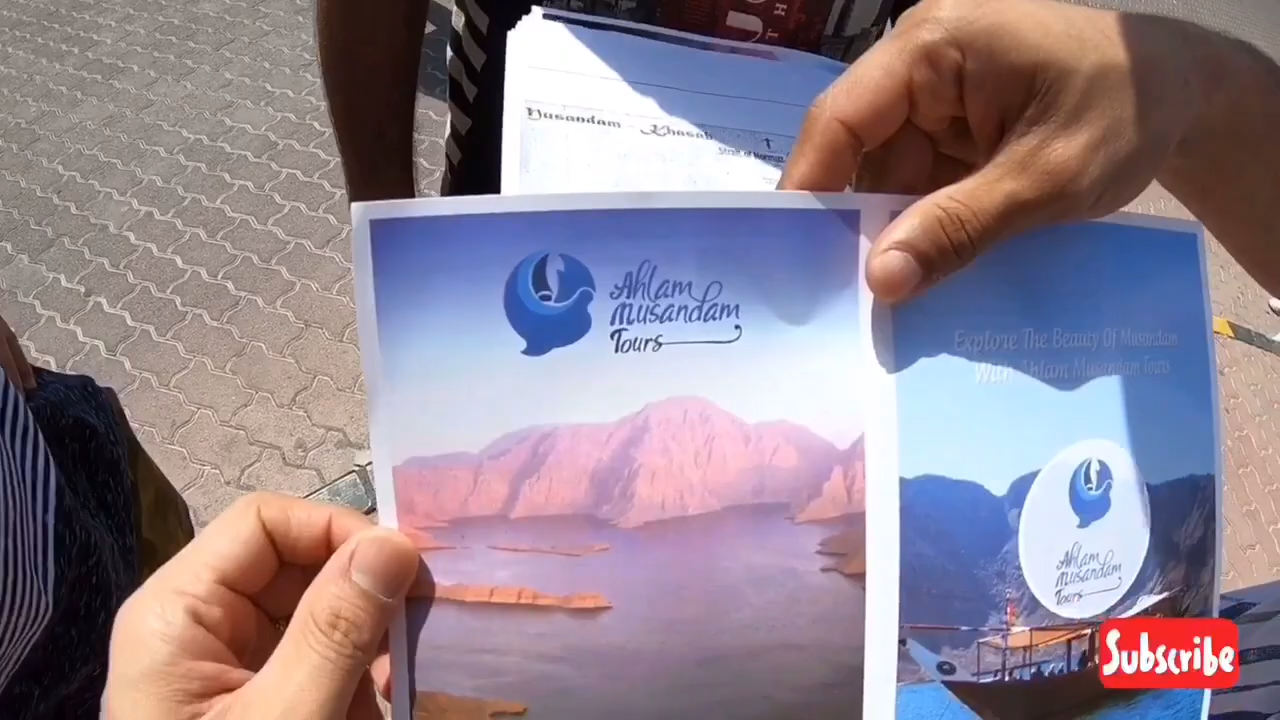 Musandam - Khasab
Strait of Hormuz
Ahlam
Musandam
Tours
Explore The Beauty Of Musandam
With Ahlam Musandam Tours
Ahlam
Musandam
Tours
Subscribe